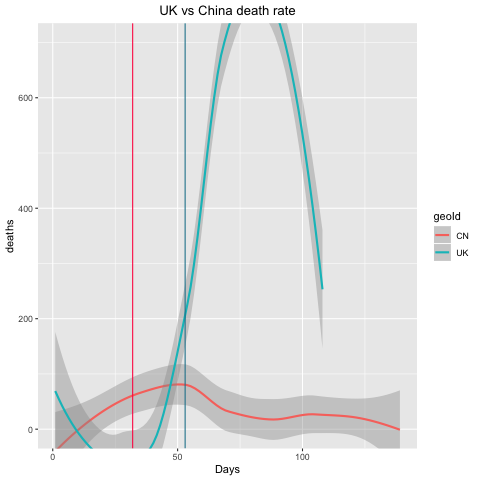 UK vs China death rate
deaths
600
400
200
0
0 50 100
Days
geoId
CN
UK